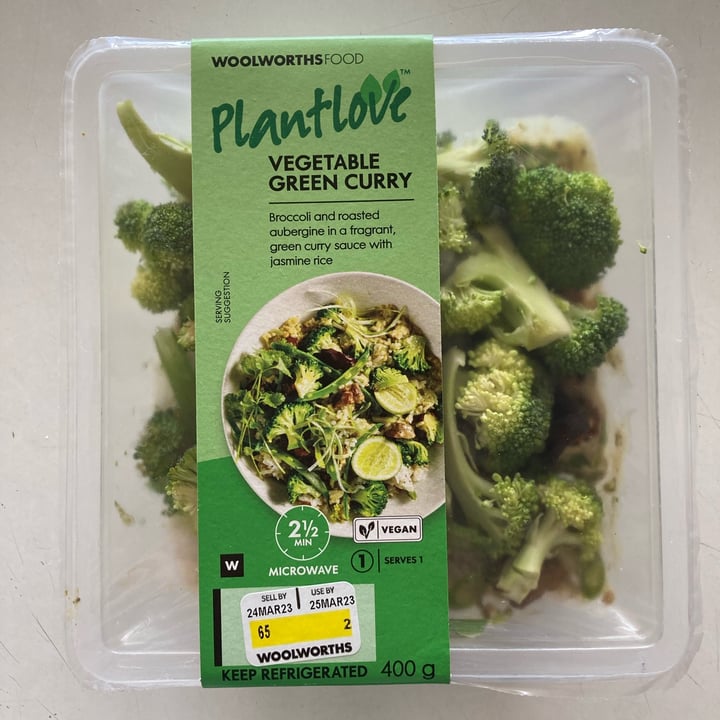 WOOLWORTHSFOOD
Plantlove™
VEGETABLE
GREEN CURRY
Broccoli and roasted
aubergine in a fragrant,
green curry sauce with
jasmine rice
SERVING
SUGGESTION
2½
MIN
MICROWAVE
VEGAN
1 SERVES 1
W
SELL BY USE BY
24MAR23 25MAR23
65 2
WOOLWORTHS
KEEP REFRIGERATED 400 g